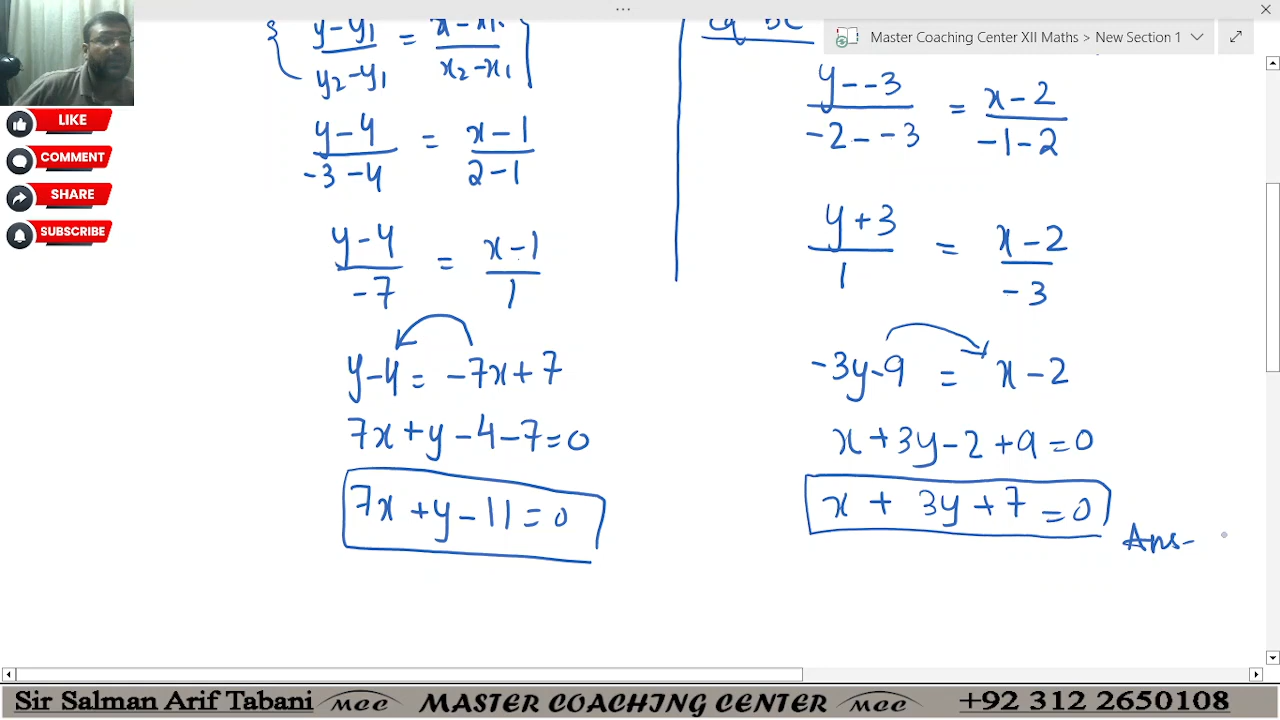 ...
Master Coaching Center XII Maths > New Section 1
LIKE
COMMENT
SHARE
SUBSCRIBE
y-y1/y2-y1 = x-x1/x2-x1
y-4/-3-4 = x-1/2-1
y-4/-7 = x-1/1
y-4 = -7x+7
7x+y-4-7=0
7x+y-11=0
y--3/-2--3 = x-2/-1-2
y+3/1 = x-2/-3
-3y-9 = x-2
x+3y-2+9=0
x + 3y+7=0
Ans-
Sir Salman Arif Tabani mcc MASTER COACHING CENTER mcc +92 312 2650108